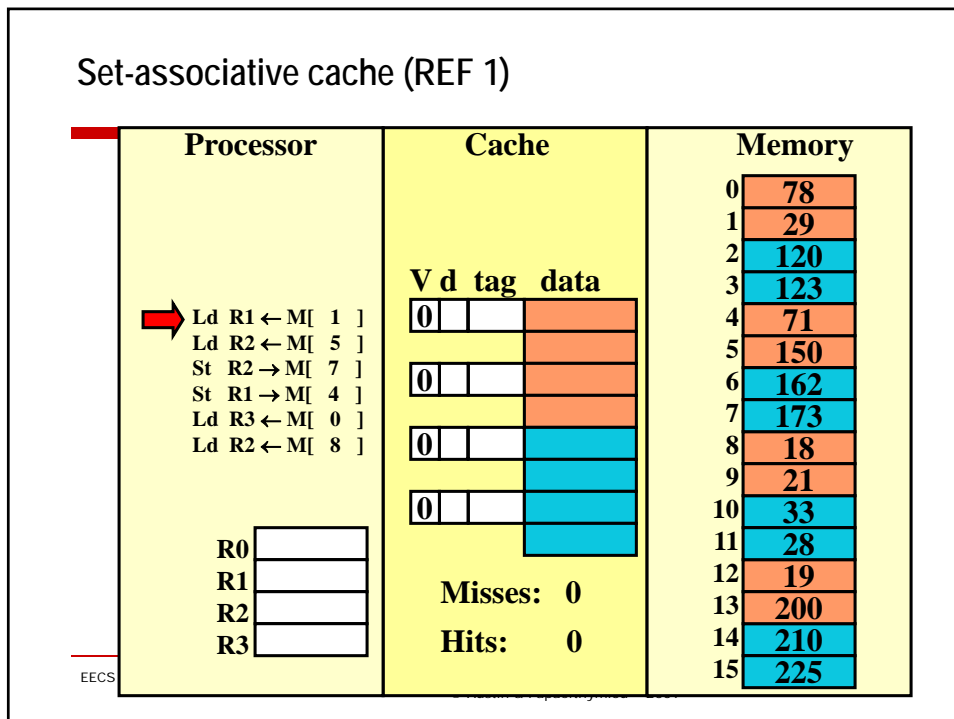 Set-associative cache (REF 1)
Processor
Ld R1 ← M[ 1 ]
Ld R2 ← M[ 5 ]
St R2 → M[ 7 ]
St R1 → M[ 4 ]
Ld R3 ← M[ 0 ]
Ld R2 ← M[ 8 ]
R0
R1
R2
R3
Cache
V d tag data
0
0
0
0
Misses: 0
Hits: 0
Memory
0 78
1 29
2 120
3 123
4 71
5 150
6 162
7 173
8 18
9 21
10 33
11 28
12 19
13 200
14 210
15 225
EECS